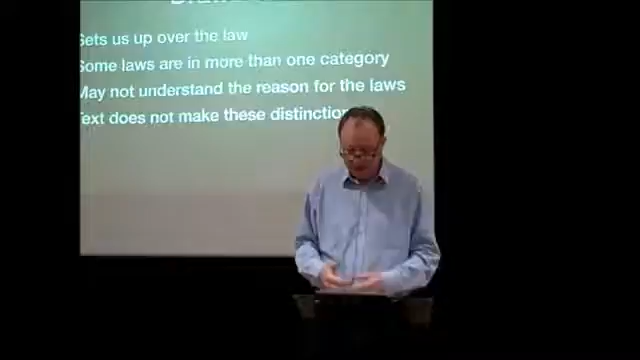 Sets us up over the law
Some laws are in more than one category
May not understand the reason for the laws
Text does not make these distinction